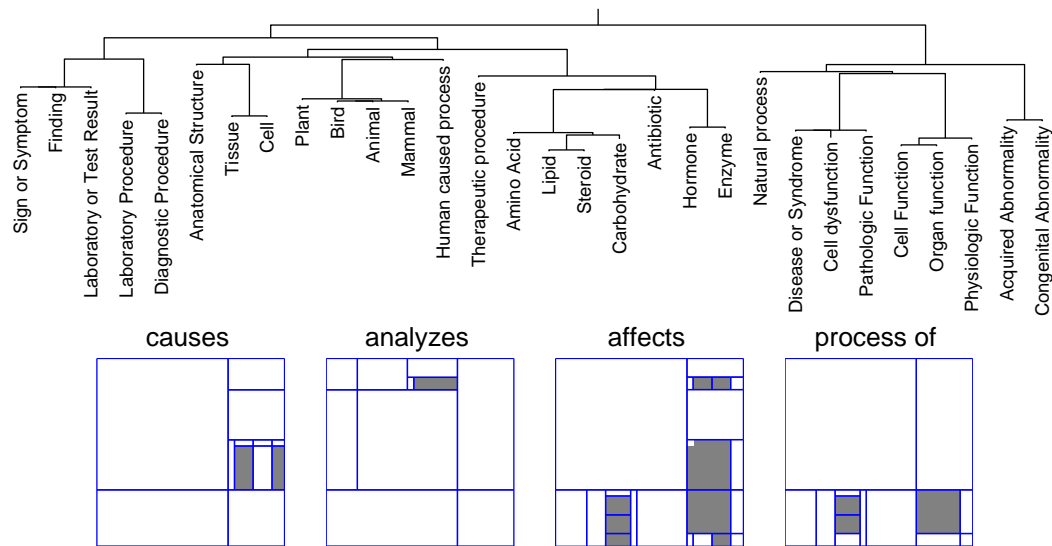 Sign or Symptom
Finding
Laboratory or Test Result
Laboratory Procedure
Diagnostic Procedure
Anatomical Structure
Tissue
Cell
Plant
Bird
Animal
Mammal
Human caused process
Therapeutic procedure
Amino Acid
Lipid
Steroid
Carbohydrate
Antibiotic
Hormone
Enzyme
Natural process
Disease or Syndrome
Cell dysfunction
Pathologic Function
Cell Function
Organ function
Physiologic Function
Acquired Abnormality
Congenital Abnormality
causes
analyzes
affects
process of